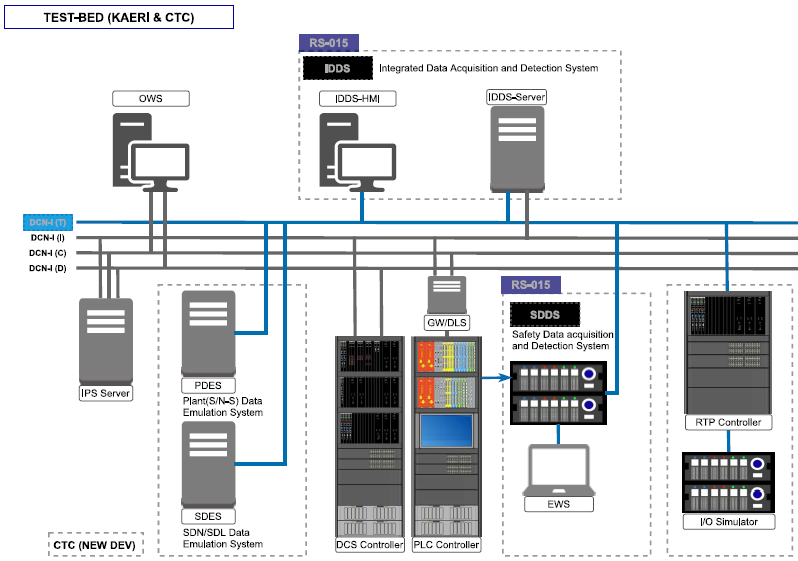 TEST-BED (KAERI & CTC)
RS-015
IDDS
Integrated Data Acquisition and Detection System
OWS
IDDS-HMI
IDDS-Server
DCN-I (T)
DCN-I (I)
DCN-I (C)
DCN-I (D)
RS-015
SDDS
Safety Data acquisition
and Detection System
GW/DLS
IPS Server
PDES
Plant(S/N-S) Data
Emulation System
RTP Controller
SDES
SDN/SDL Data
Emulation System
EWS
I/O Simulator
CTC (NEW DEV)
DCS Controller
PLC Controller